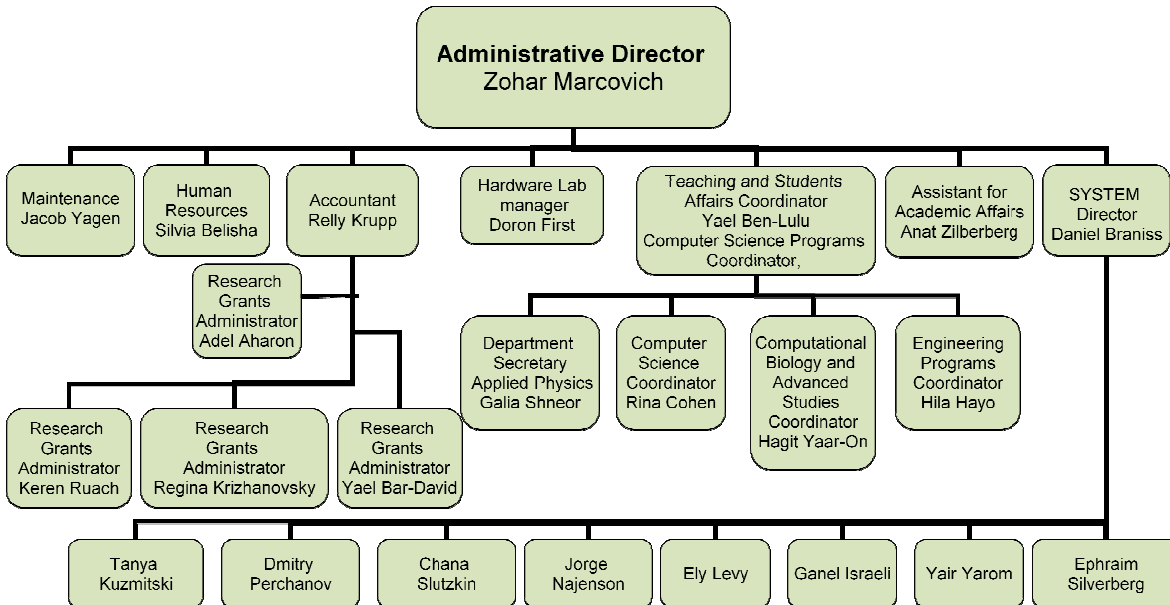 Administrative Director
Zohar Marcovich
Maintenance
Jacob Yagen
Human
Resources
Silvia Belisha
Accountant
Relly Krupp
Hardware Lab
manager
Doron First
Teaching and Students
Affairs Coordinator
Yael Ben-Lulu
Computer Science Programs
Coordinator,
Assistant for
Academic Affairs
Anat Zilberberg
SYSTEM
Director
Daniel Braniss
Research
Grants
Administrator
Adel Aharon
Department
Secretary
Applied Physics
Galia Shneor
Computer
Science
Coordinator
Rina Cohen
Computational
Biology and
Advanced
Studies
Coordinator
Hagit Yaar-On
Engineering
Programs
Coordinator
Hila Hayo
Research
Grants
Administrator
Keren Ruach
Research
Grants
Administrator
Regina Krizhanovsky
Research
Grants
Administrator
Yael Bar-David
Tanya
Kuzmitski
Dmitry
Perchanov
Chana
Slutzkin
Jorge
Najenson
Ely Levy
Ganel Israeli
Yair Yarom
Ephraim
Silverberg